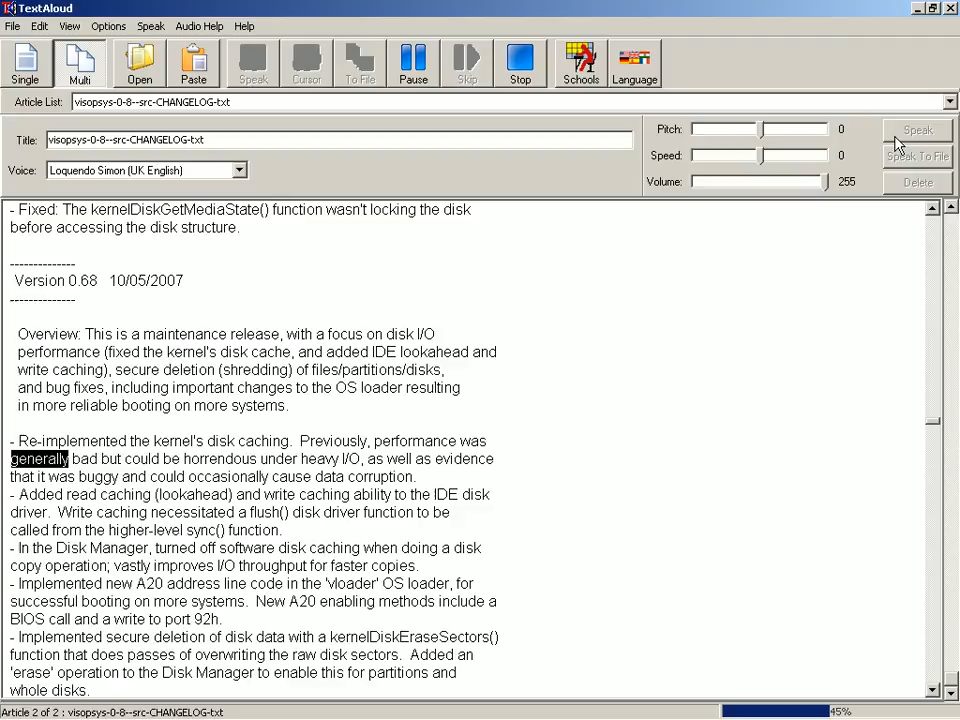 TextAloud
File Edit View Options Speak Audio Help Help
Single Multi Open Paste Speak Cursor To File Pause Skip Stop Schools Language
Article List: visopsys-0-8--src-CHANGELOG-txt
Title: visopsys-0-8--src-CHANGELOG-txt
Voice: Loquendo Simon (UK English)
Pitch: 0 Speak
Speed: 0 Speak To File
Volume: 255 Delete
- Fixed: The kernelDiskGetMediaState() function wasn't locking the disk
before accessing the disk structure.
--------------
Version 0.68 10/05/2007
--------------
Overview: This is a maintenance release, with a focus on disk I/O
performance (fixed the kernel's disk cache, and added IDE lookahead and
write caching), secure deletion (shredding) of files/partitions/disks,
and bug fixes, including important changes to the OS loader resulting
in more reliable booting on more systems.
- Re-implemented the kernel's disk caching. Previously, performance was
generally bad but could be horrendous under heavy I/O, as well as evidence
that it was buggy and could occasionally cause data corruption.
- Added read caching (lookahead) and write caching ability to the IDE disk
driver. Write caching necessitated a flush() disk driver function to be
called from the higher-level sync() function.
- In the Disk Manager, turned off software disk caching when doing a disk
copy operation; vastly improves I/O throughput for faster copies.
- Implemented new A20 address line code in the 'vloader' OS loader, for
successful booting on more systems. New A20 enabling methods include a
BIOS call and a write to port 92h.
- Implemented secure deletion of disk data with a kernelDiskEraseSectors()
function that does passes of overwriting the raw disk sectors. Added an
'erase' operation to the Disk Manager to enable this for partitions and
whole disks.
Article 2 of 2 : visopsys-0-8--src-CHANGELOG-txt 45%